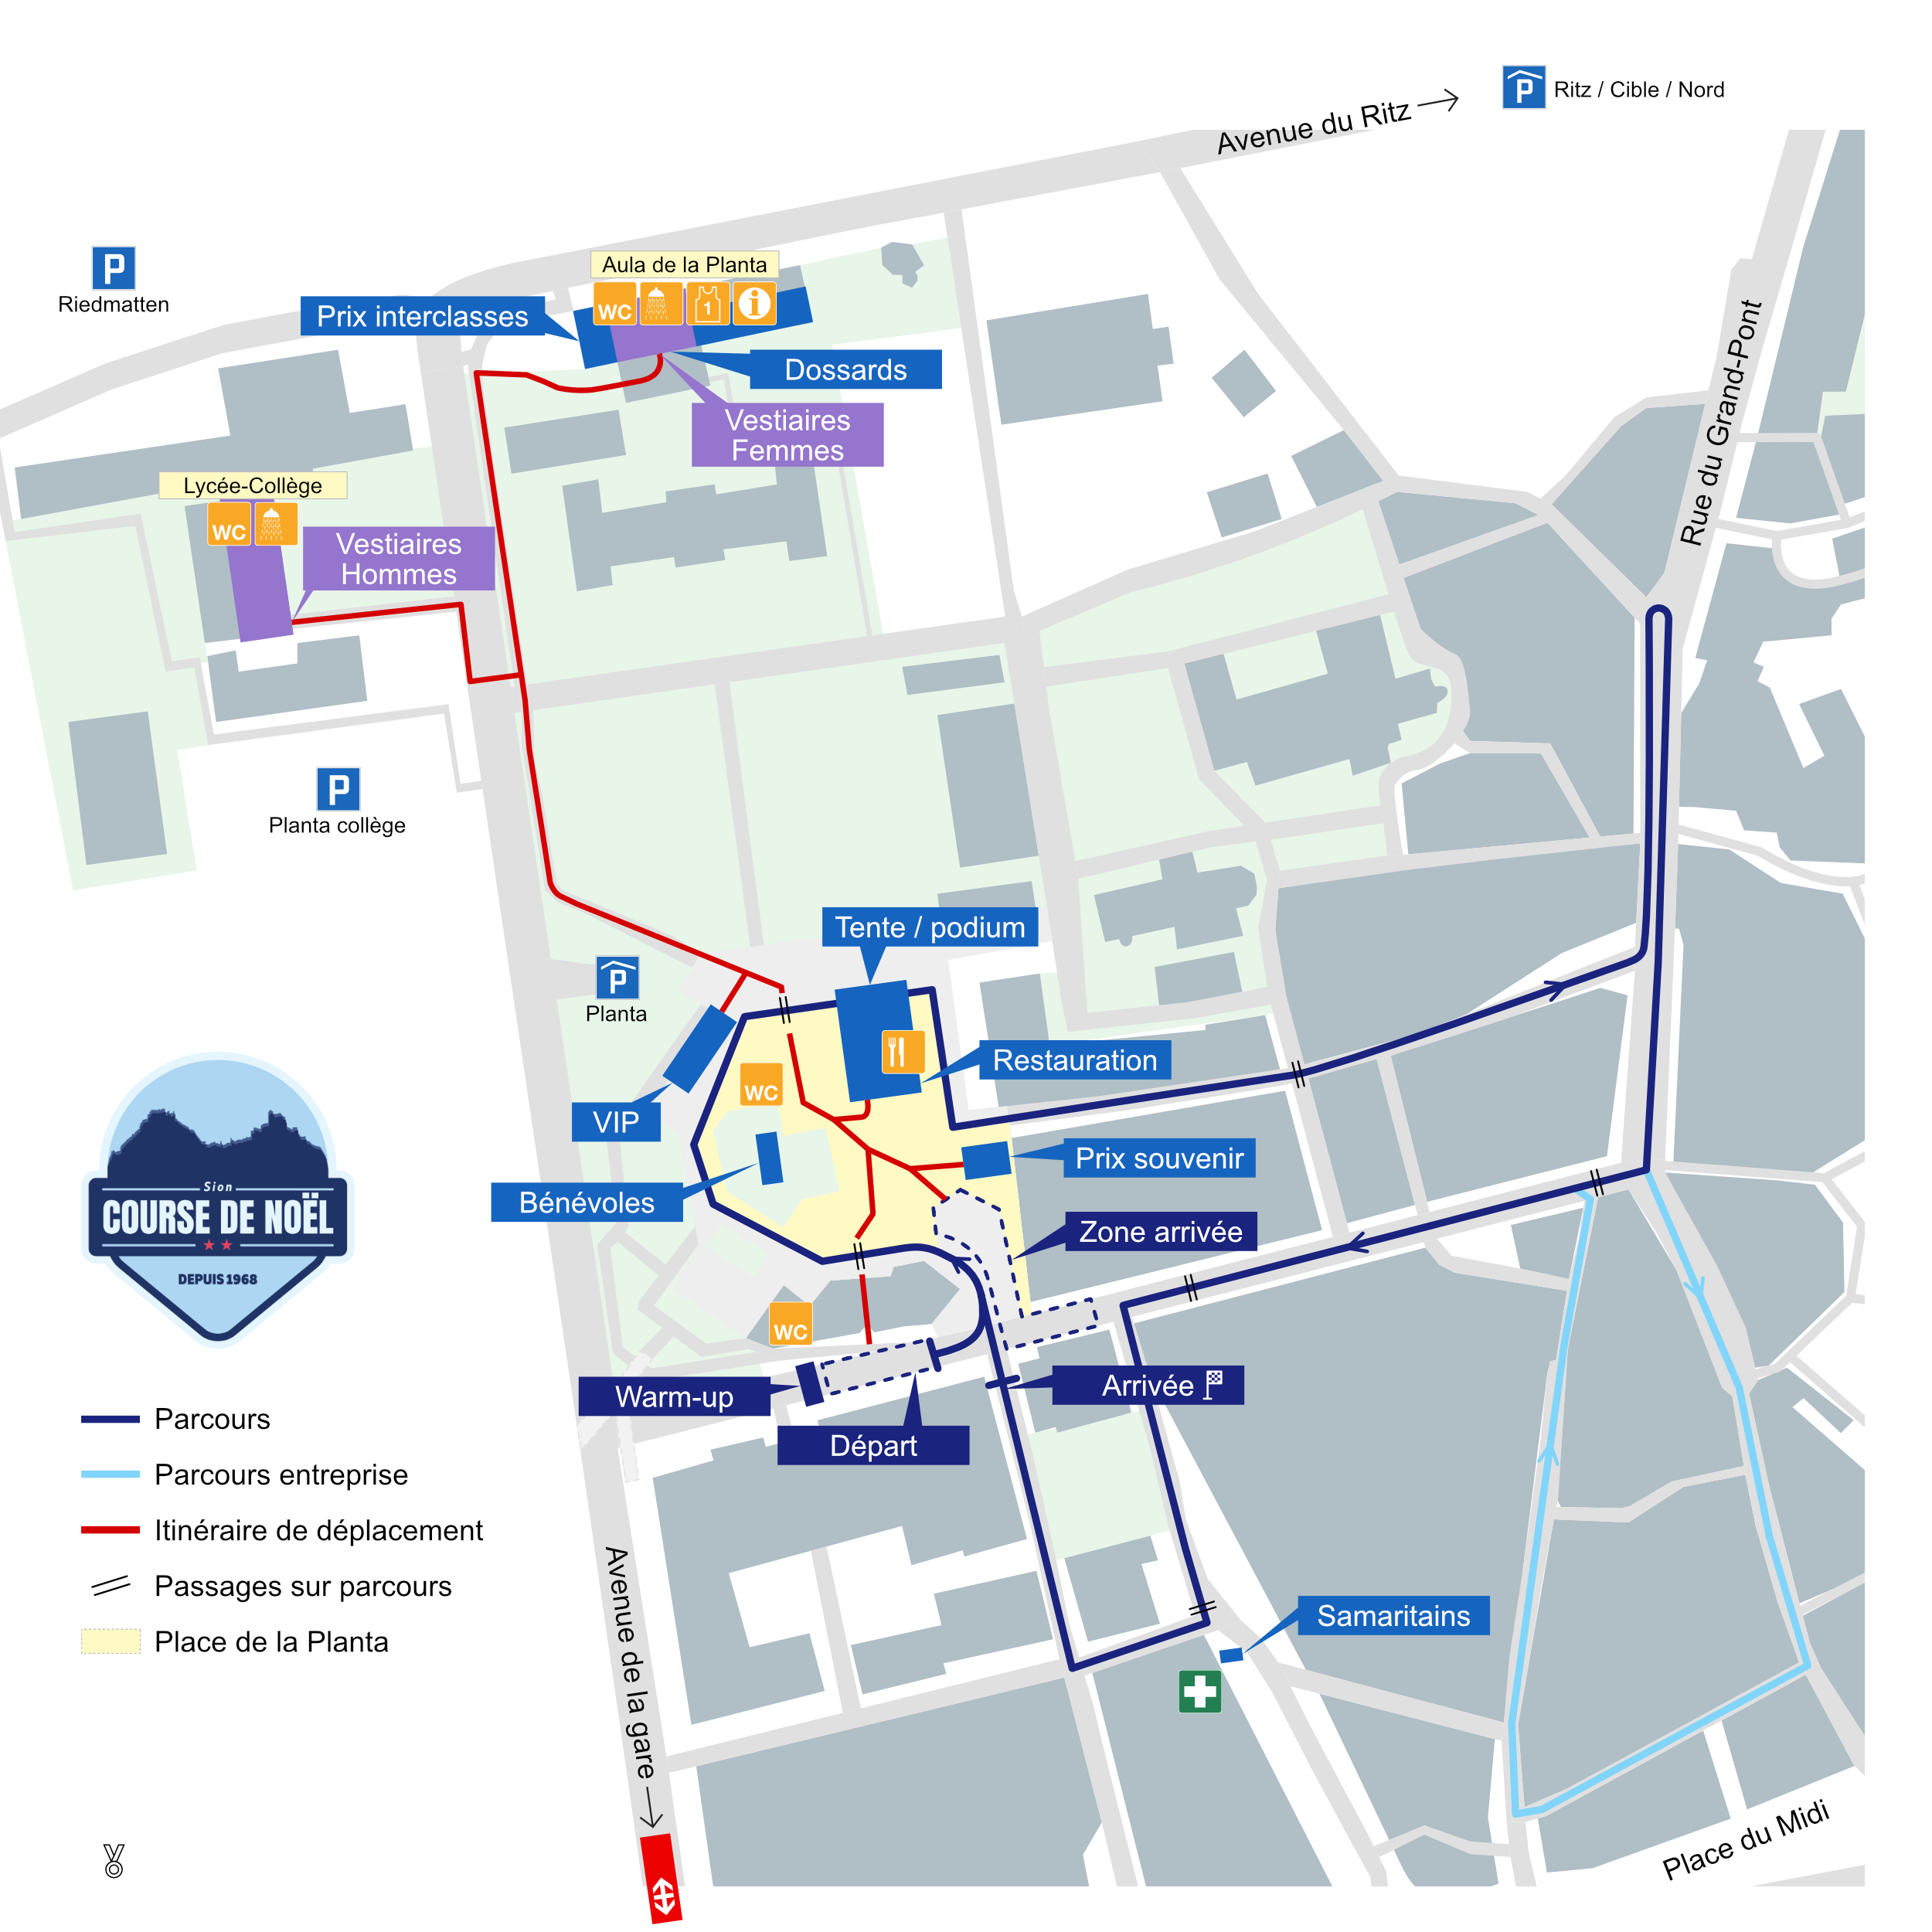 Avenue du Ritz
P
Ritz / Cible / Nord
Rue du Grand-Pont
P
Riedmatten
Aula de la Planta
WC
1
i
Prix interclasses
Dossards
Vestiaires
Femmes
Lycée-Collège
WC
Vestiaires
Hommes
P
Planta collège
Tente / podium
P
Planta
Restauration
WC
VIP
Prix souvenir
Bénévoles
Zone arrivée
WC
Warm-up
Arrivée
Départ
Sion
COURSE DE NOËL
DEPUIS 1968
Parcours
Parcours entreprise
Itinéraire de déplacement
Passages sur parcours
Place de la Planta
Avenue de la gare
Samaritains
Place du Midi